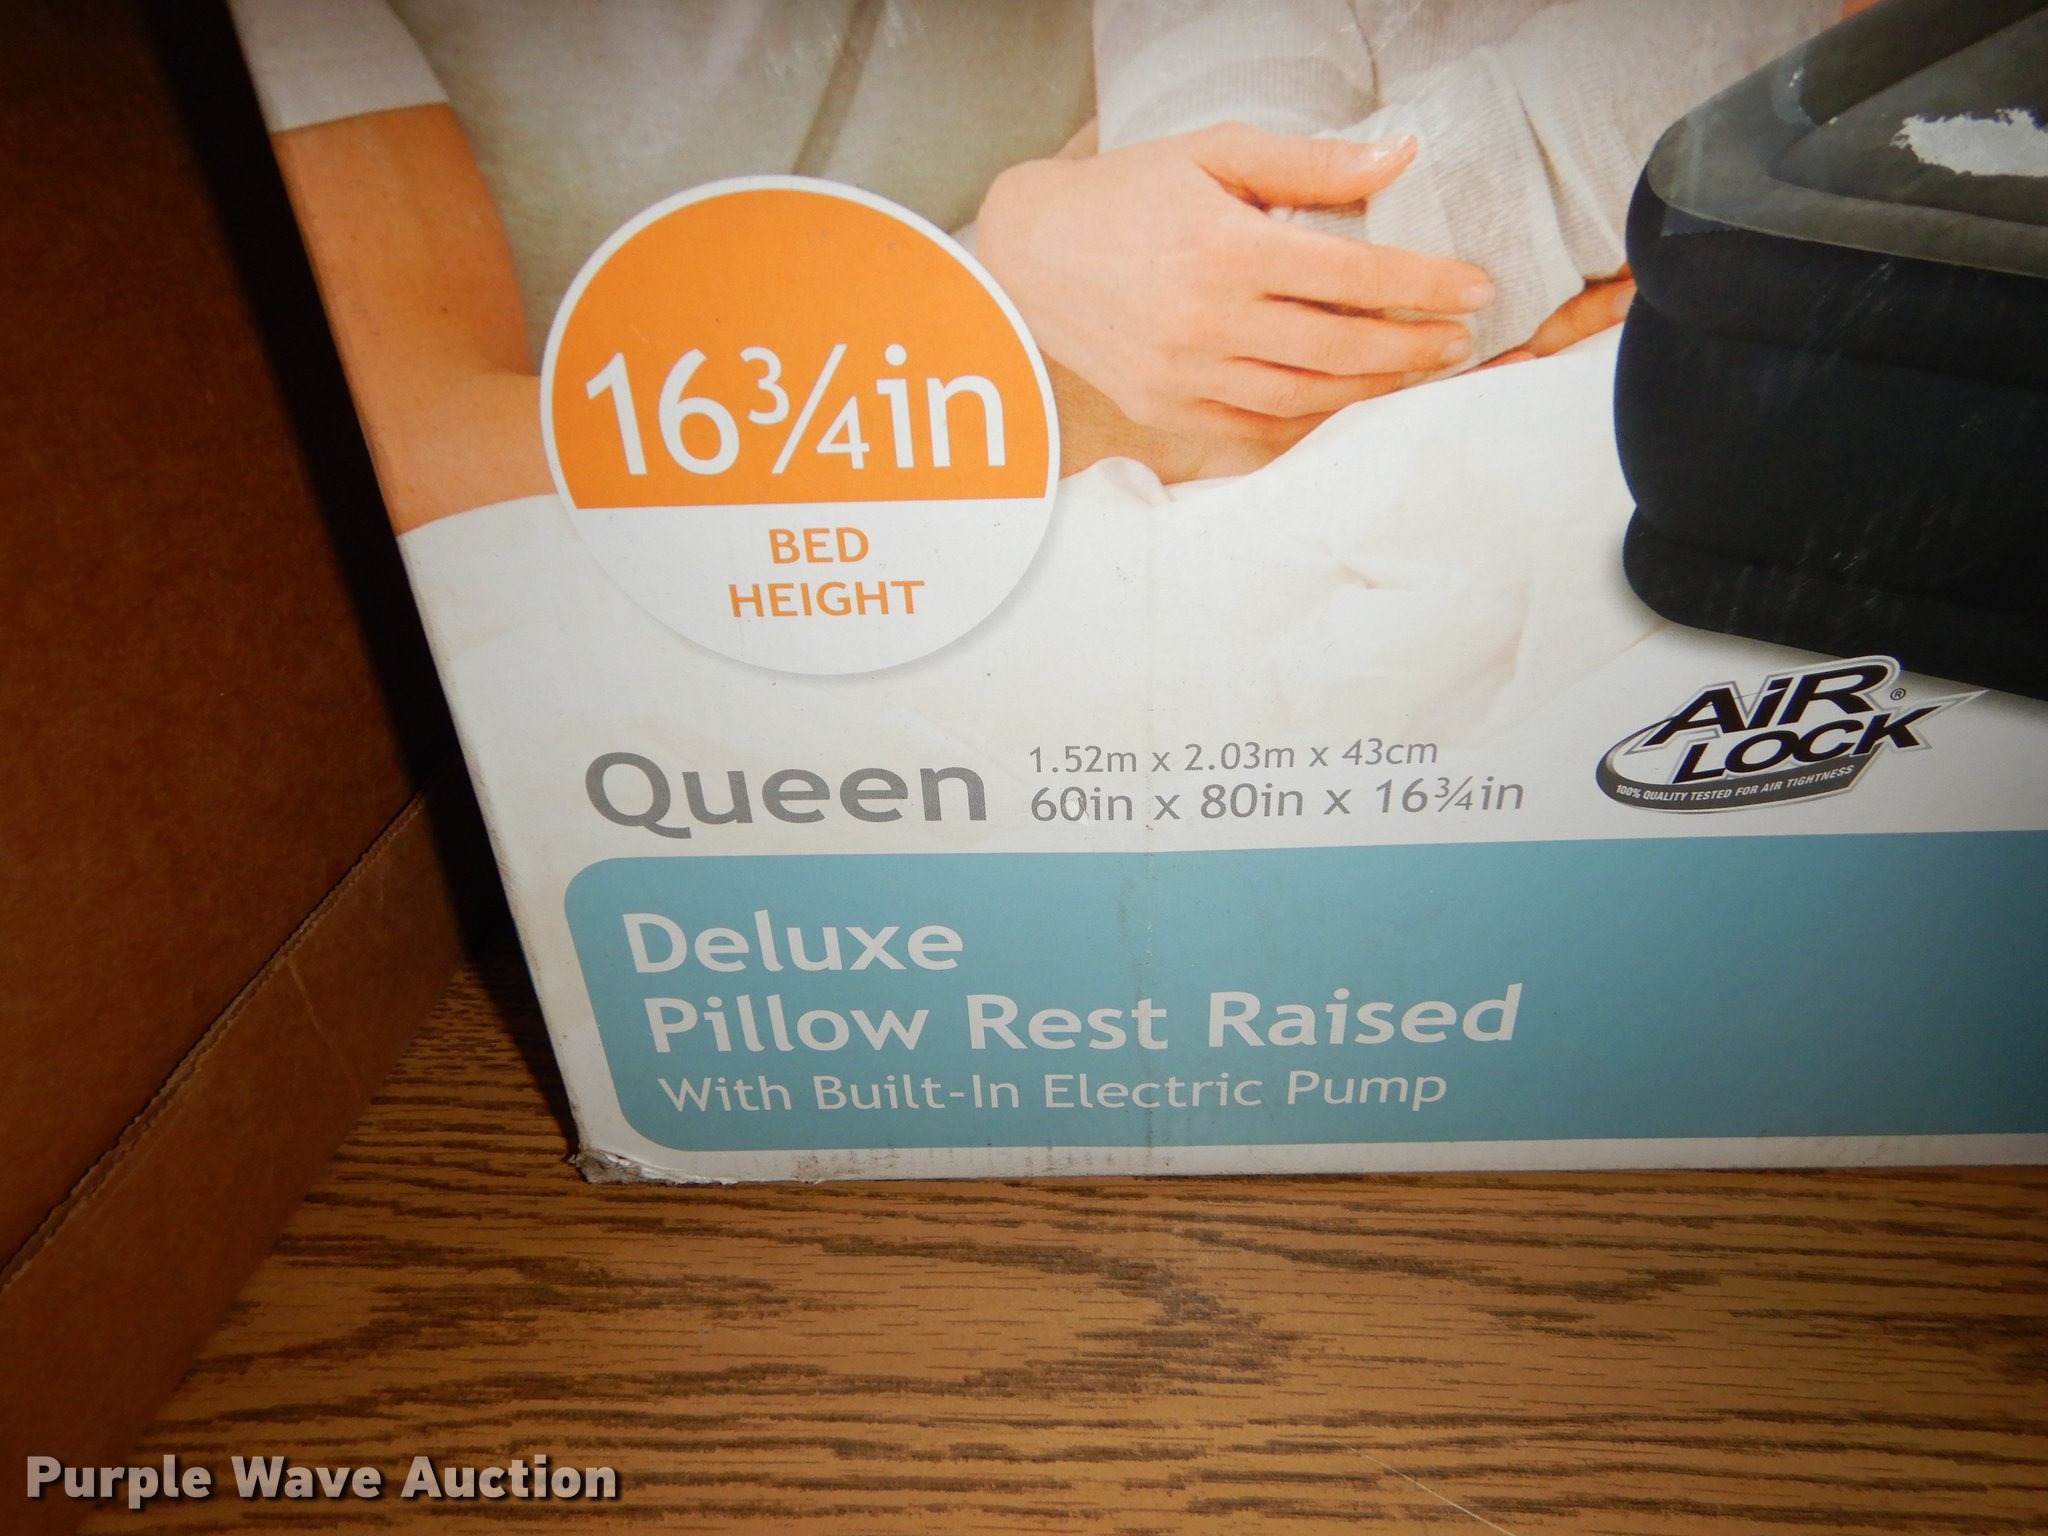 16¾in
BED
HEIGHT
Queen
1.52m x 2.03m x 43cm
60in x 80in x 16¾in
AiR LOCK®
100% QUALITY TESTED FOR AIR TIGHTNESS
Deluxe
Pillow Rest Raised
With Built-In Electric Pump
Purple Wave Auction